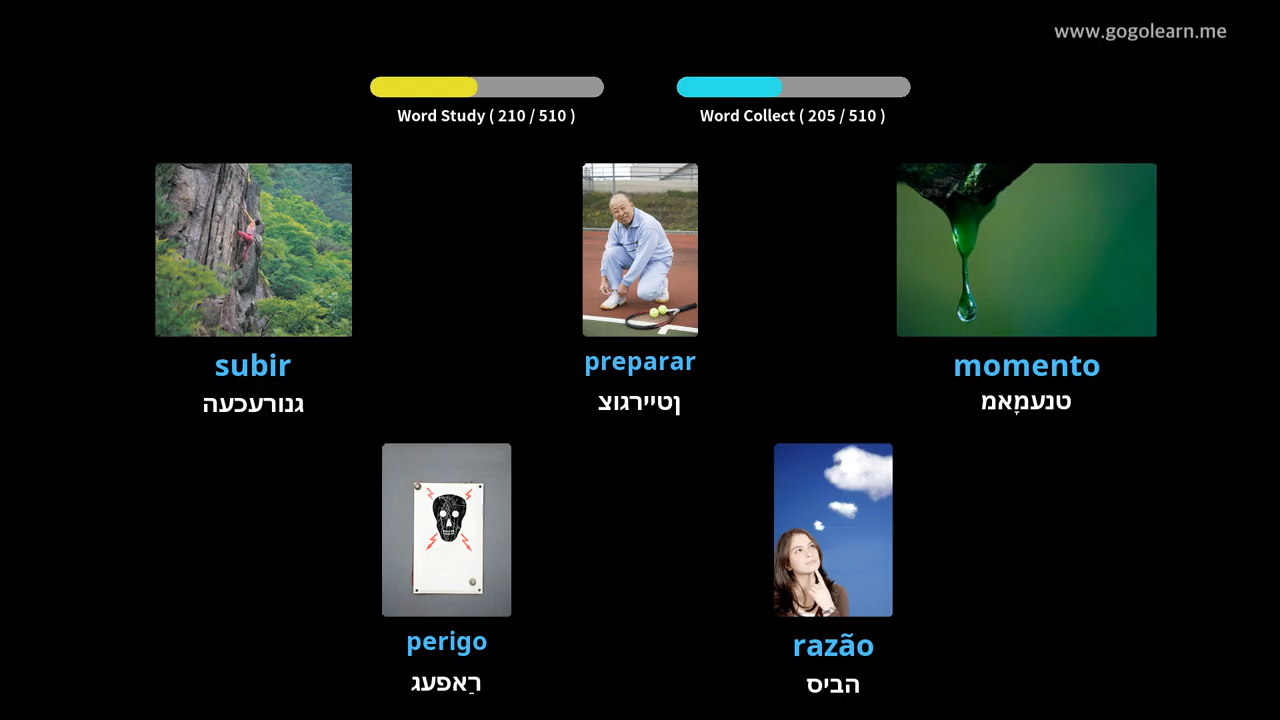 www.gogolearn.me
Word Study ( 210 / 510 )
Word Collect ( 205 / 510 )
subir
גנורעכעה
preparar
ןטיירגוצ
momento
טנעמָאמ
perigo
רַאפעג
razão
הביס